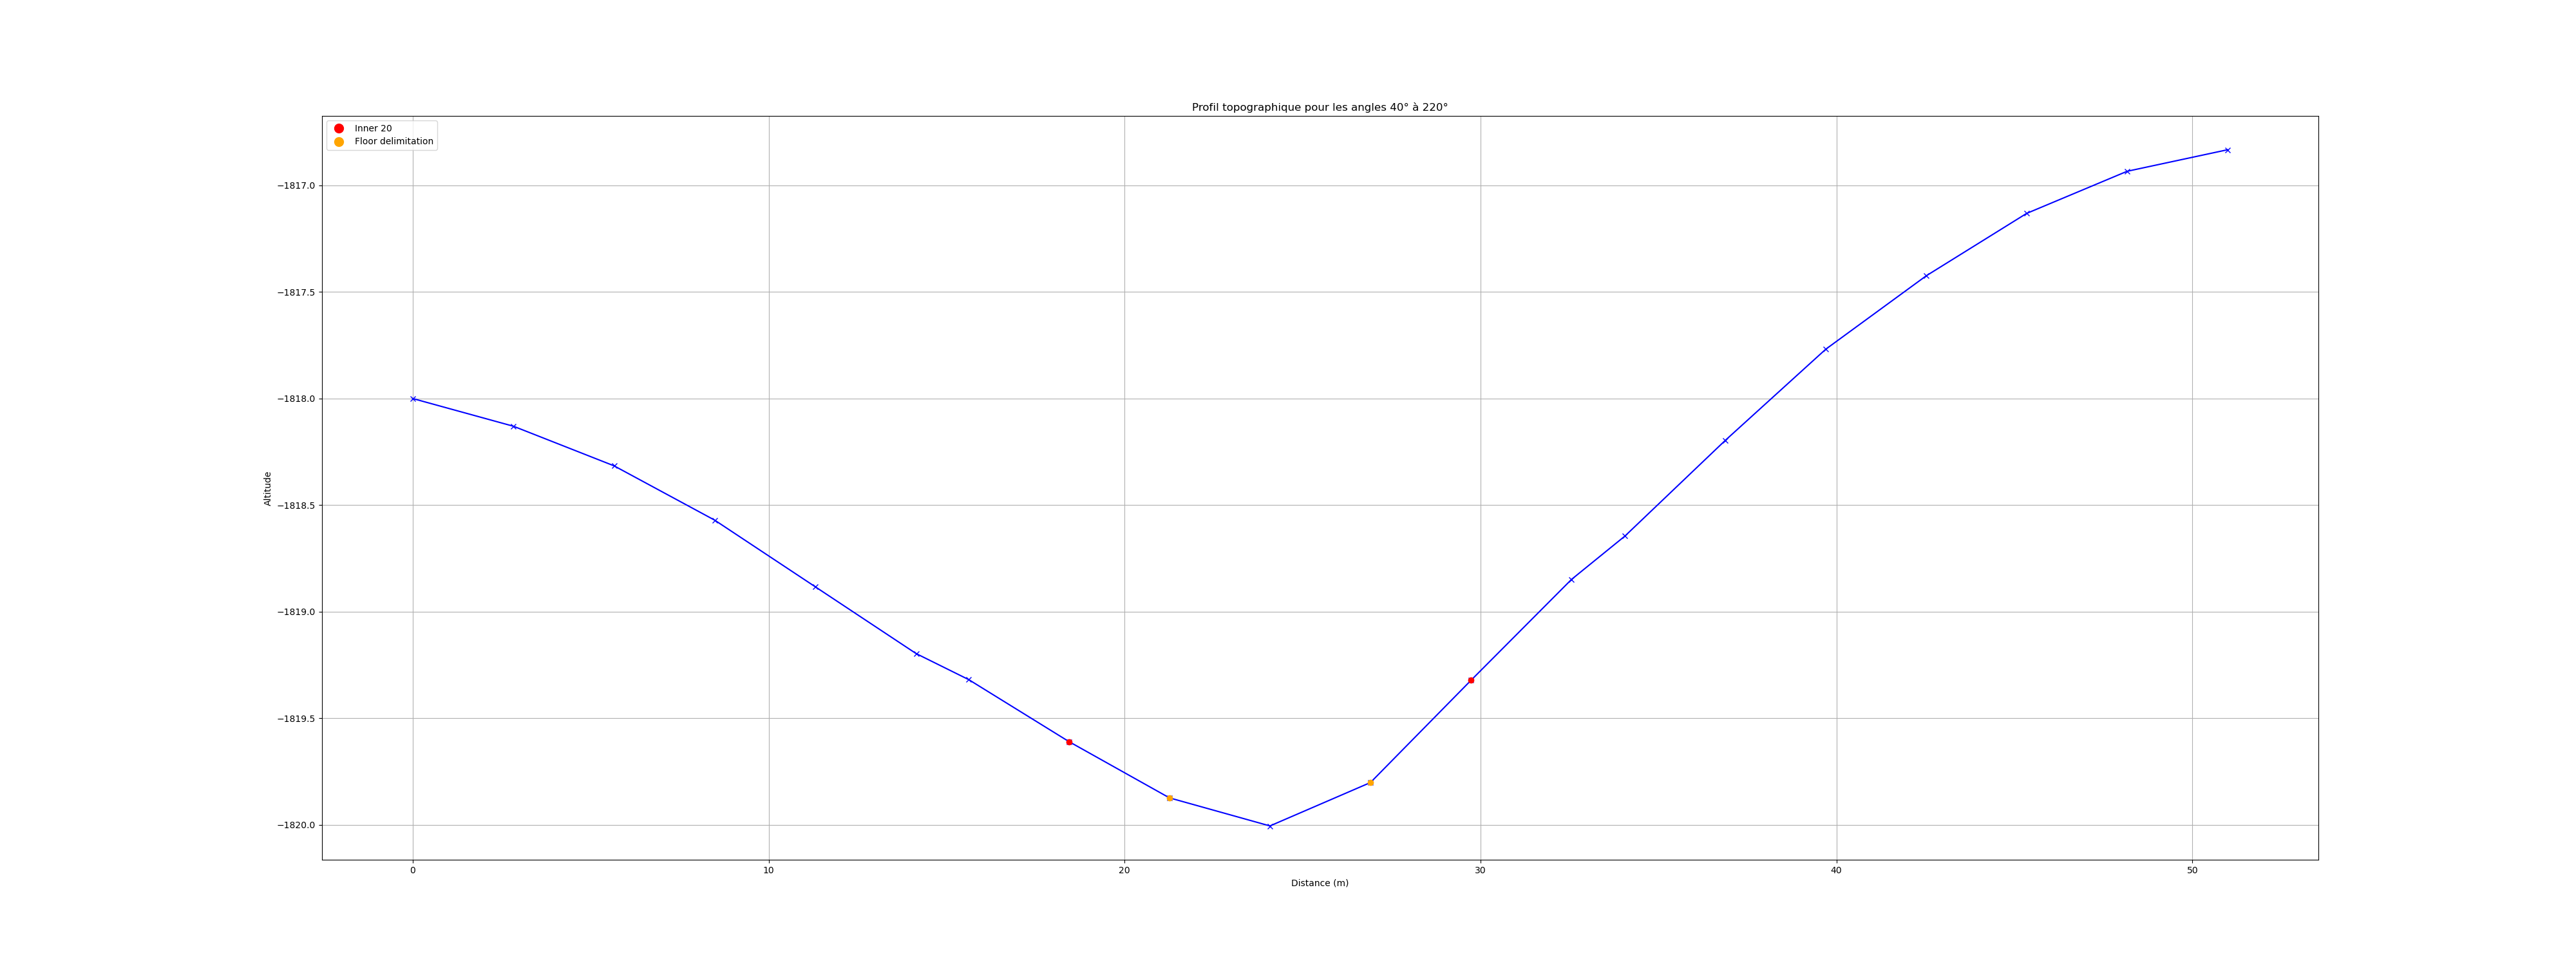 Profil topographique pour les angles 40° à 220°
Inner 20
Floor delimitation
−1817.0
−1817.5
−1818.0
−1818.5
−1819.0
−1819.5
−1820.0
Altitude
0 10 20 30 40 50
Distance (m)